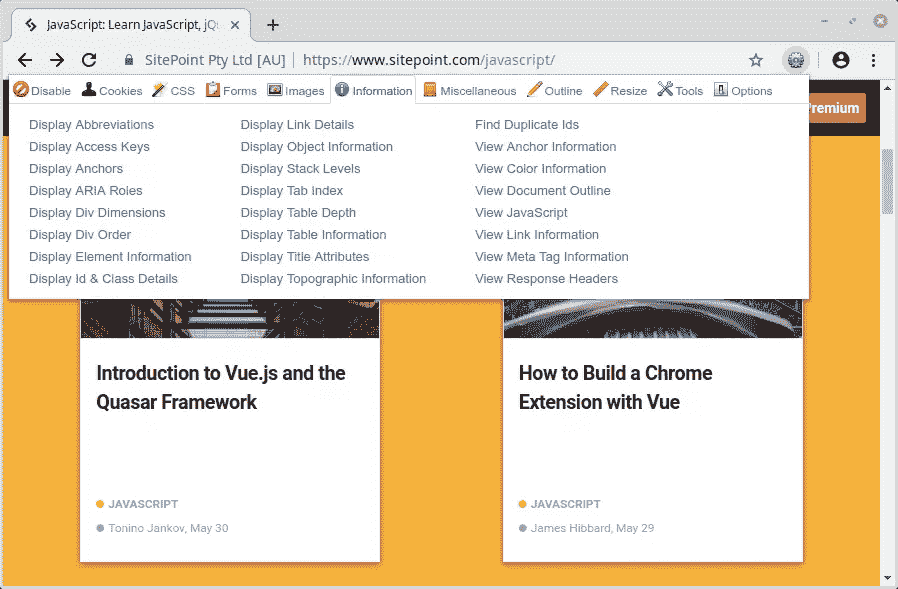 JavaScript: Learn JavaScript, jQ
SitePoint Pty Ltd [AU] | https://www.sitepoint.com/javascript/
Disable Cookies CSS Forms Images Information Miscellaneous Outline Resize Tools Options
Premium
Display Abbreviations Display Link Details Find Duplicate Ids
Display Access Keys Display Object Information View Anchor Information
Display Anchors Display Stack Levels View Color Information
Display ARIA Roles Display Tab Index View Document Outline
Display Div Dimensions Display Table Depth View JavaScript
Display Div Order Display Table Information View Link Information
Display Element Information Display Title Attributes View Meta Tag Information
Display Id & Class Details Display Topographic Information View Response Headers
Introduction to Vue.js and the
Quasar Framework
JAVASCRIPT
Tonino Jankov, May 30
How to Build a Chrome
Extension with Vue
JAVASCRIPT
James Hibbard, May 29